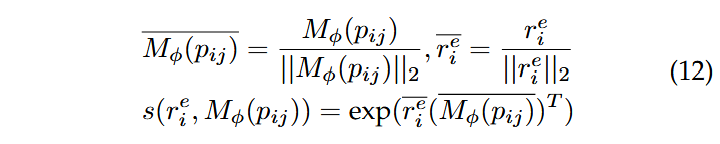 $\overline{M_\phi(p_{ij})} = \frac{M_\phi(p_{ij})}{||M_\phi(p_{ij})||_2}, \overline{r_i^e} = \frac{r_i^e}{||r_i^e||_2}$ (12)
$s(r_i^e, M_\phi(p_{ij})) = \exp(\overline{r_i^e}(\overline{M_\phi(p_{ij})})^T)$